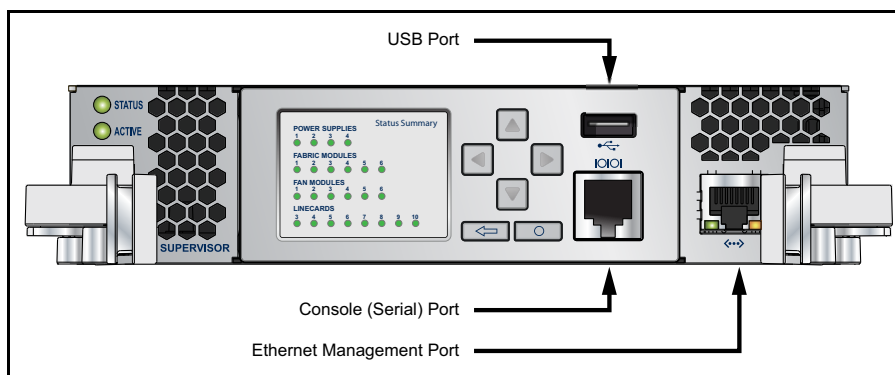 USB Port
STATUS
ACTIVE
Status Summary
POWER SUPPLIES
1 2 3 4
FABRIC MODULES
1 2 3 4 5 6
FAN MODULES
1 2 3 4 5 6
LINECARDS
3 4 5 6 7 8 9 10
IOIOI
SUPERVISOR
Console (Serial) Port
Ethernet Management Port